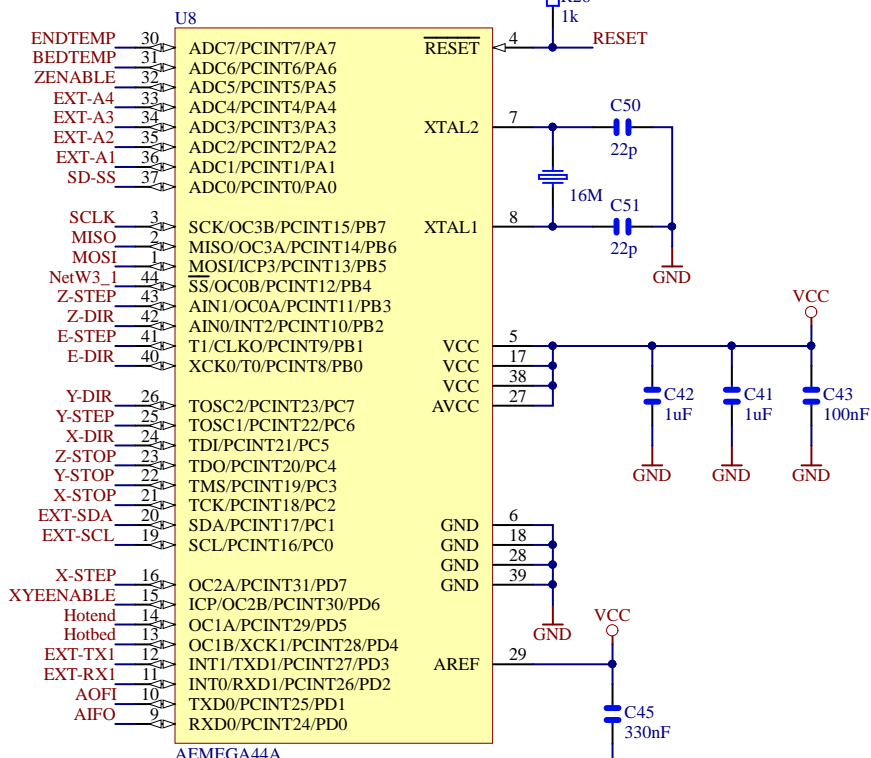 U8
1k
ENDTEMP 30 ADC7/PCINT7/PA7 RESET 4 RESET
BEDTEMP 31 ADC6/PCINT6/PA6
ZENABLE 32 ADC5/PCINT5/PA5
EXT-A4 33 ADC4/PCINT4/PA4
EXT-A3 34 ADC3/PCINT3/PA3 XTAL2 7 C50
EXT-A2 35 ADC2/PCINT2/PA2 22p
EXT-A1 36 ADC1/PCINT1/PA1
SD-SS 37 ADC0/PCINT0/PA0 16M
SCLK 3 SCK/OC3B/PCINT15/PB7 XTAL1 8 C51
MISO 2 MISO/OC3A/PCINT14/PB6 22p
MOSI 1 MOSI/ICP3/PCINT13/PB5
NetW3_1 44 SS/OC0B/PCINT12/PB4 GND
Z-STEP 43 AIN1/OC0A/PCINT11/PB3 VCC
Z-DIR 42 AIN0/INT2/PCINT10/PB2
E-STEP 41 T1/CLKO/PCINT9/PB1 VCC 5
E-DIR 40 XCK0/T0/PCINT8/PB0 VCC 17
VCC 38
Y-DIR 26 TOSC2/PCINT23/PC7 AVCC 27 C42 C41 C43
Y-STEP 25 TOSC1/PCINT22/PC6 1uF 1uF 100nF
X-DIR 24 TDI/PCINT21/PC5
Z-STOP 23 TDO/PCINT20/PC4
Y-STOP 22 TMS/PCINT19/PC3 GND GND GND
X-STOP 21 TCK/PCINT18/PC2
EXT-SDA 20 SDA/PCINT17/PC1 GND 6
EXT-SCL 19 SCL/PCINT16/PC0 GND 18
GND 28
X-STEP 16 OC2A/PCINT31/PD7 GND 39
XYEENABLE 15 ICP/OC2B/PCINT30/PD6
Hotend 14 OC1A/PCINT29/PD5 GND VCC
Hotbed 13 OC1B/XCK1/PCINT28/PD4
EXT-TX1 12 INT1/TXD1/PCINT27/PD3 AREF 29
EXT-RX1 11 INT0/RXD1/PCINT26/PD2
AOFI 10 TXD0/PCINT25/PD1
AIFO 9 RXD0/PCINT24/PD0 C45
330nF
AEMEGA44A